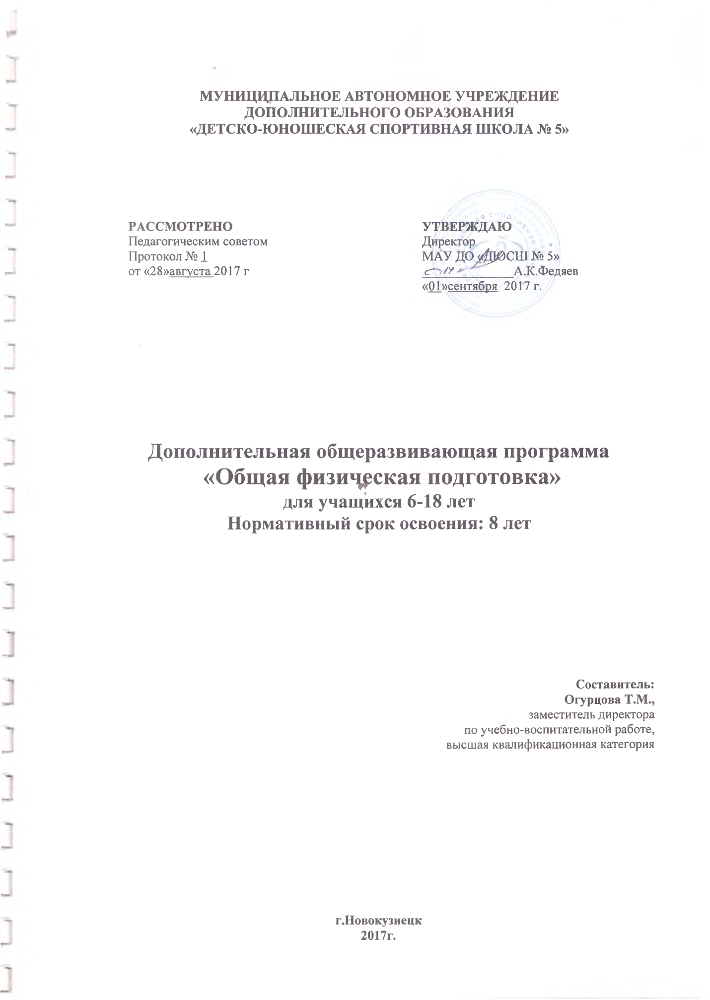 МУНИЦИПАЛЬНОЕ АВТОНОМНОЕ УЧРЕЖДЕНИЕ
ДОПОЛНИТЕЛЬНОГО ОБРАЗОВАНИЯ
«ДЕТСКО-ЮНОШЕСКАЯ СПОРТИВНАЯ ШКОЛА № 5»
РАССМОТРЕНО
Педагогическим советом
Протокол № 1
от «28»августа 2017 г
УТВЕРЖДАЮ
Директор
МАУ ДО «ДЮСШ № 5»
А.К.Федяев
«01»сентября 2017 г.
Дополнительная общеразвивающая программа
«Общая физическая подготовка»
для учащихся 6-18 лет
Нормативный срок освоения: 8 лет
Составитель:
Огурцова Т.М.,
заместитель директора
по учебно-воспитательной работе,
высшая квалификационная категория
г.Новокузнецк
2017г.